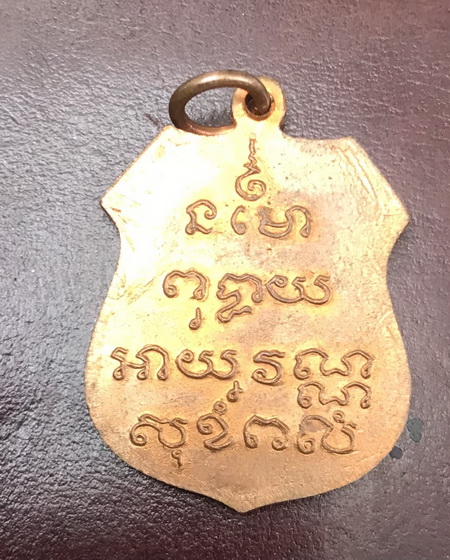 នមោ
ពុទ្ធាយ
អាយុវណ្ណ
សុខំពលំ